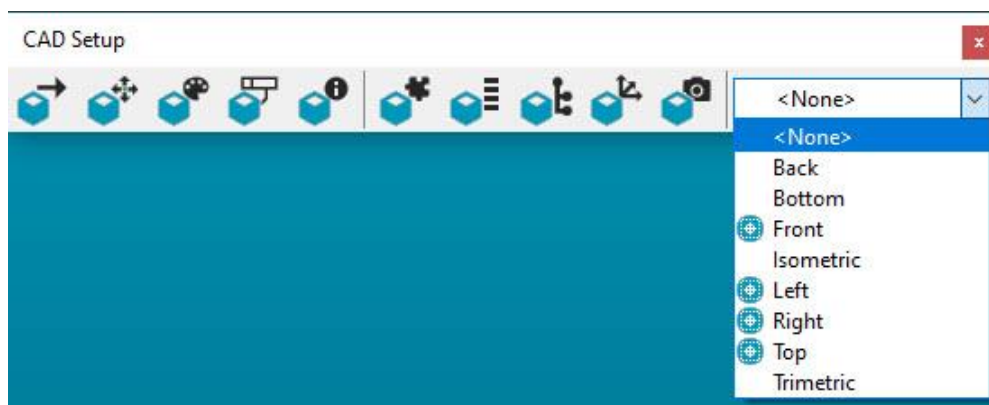 CAD Setup
x
<None>
<None>
Back
Bottom
Front
Isometric
Left
Right
Top
Trimetric